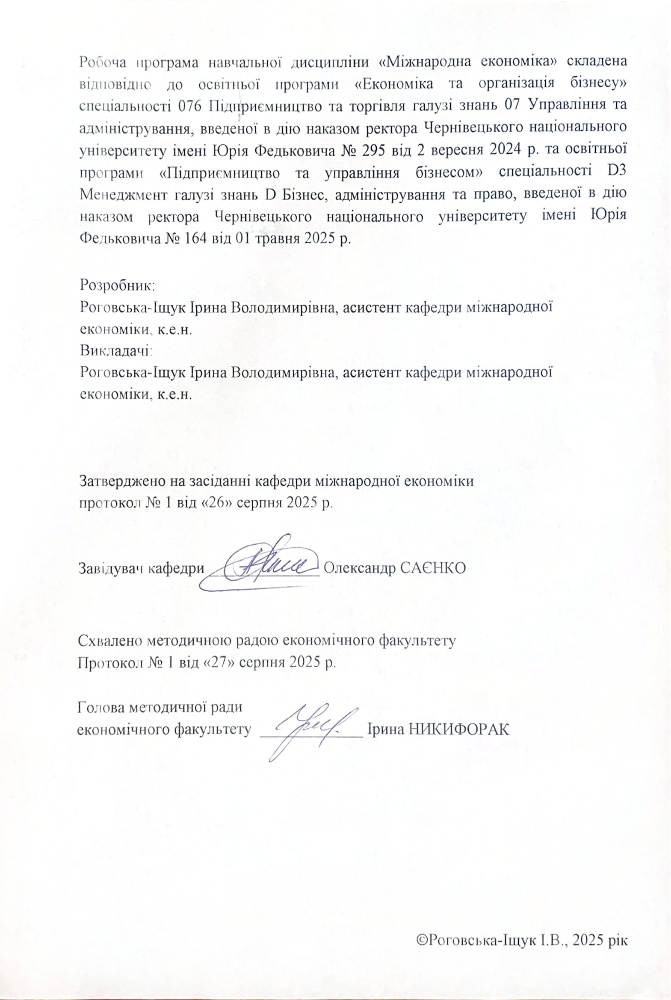 Робоча програма навчальної дисципліни «Міжнародна економіка» складена
відповідно до освітньої програми «Економіка та організація бізнесу»
спеціальності 076 Підприємництво та торгівля галузі знань 07 Управління та
адміністрування, введеної в дію наказом ректора Чернівецького національного
університету імені Юрія Федьковича № 295 від 2 вересня 2024 р. та освітньої
програми «Підприємництво та управління бізнесом» спеціальності D3
Менеджмент галузі знань D Бізнес, адміністрування та право, введеної в дію
наказом ректора Чернівецького національного університету імені Юрія
Федьковича № 164 від 01 травня 2025 р.
Розробник:
Роговська-Іщук Ірина Володимирівна, асистент кафедри міжнародної
економіки, к.е.н.
Викладачі:
Роговська-Іщук Ірина Володимирівна, асистент кафедри міжнародної
економіки, к.е.н.
Затверджено на засіданні кафедри міжнародної економіки
протокол № 1 від «26» серпня 2025 р.
Завідувач кафедри Олександр САЄНКО
Схвалено методичною радою економічного факультету
Протокол № 1 від «27» серпня 2025 р.
Голова методичної ради
економічного факультету Ірина НИКИФОРАК
©Роговська-Іщук І.В., 2025 рік